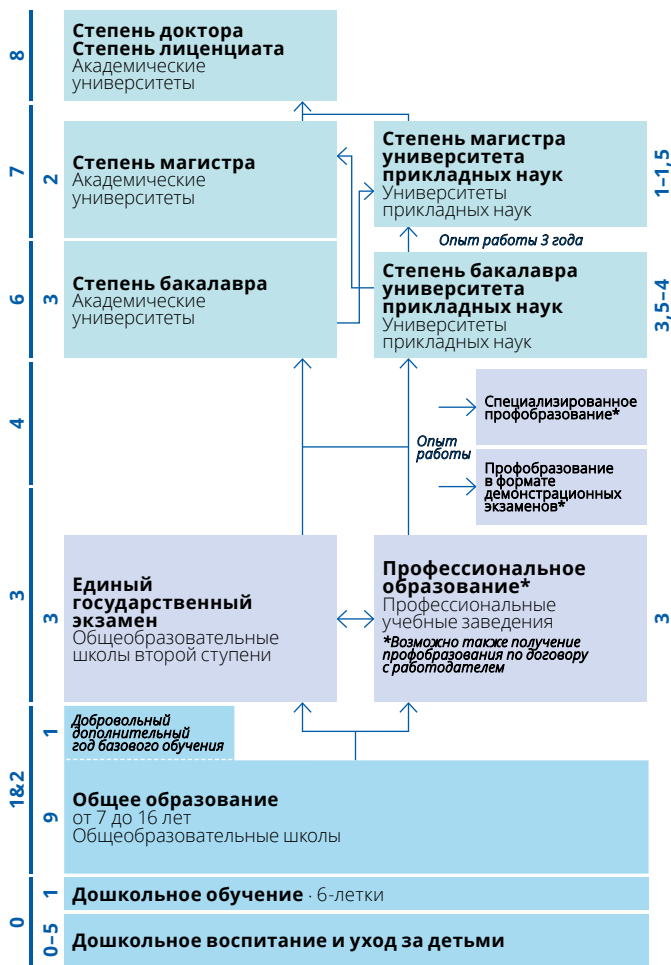 8
Степень доктора
Степень лиценциата
Академические
университеты
7
2
Степень магистра
Академические
университеты
Степень магистра
университета
прикладных наук
Университеты
прикладных наук
1–1,5
Опыт работы 3 года
6
3
Степень бакалавра
Академические
университеты
Степень бакалавра
университета
прикладных наук
Университеты
прикладных наук
3,5–4
4
Специализированное
профобразование*
Опыт
работы
Профобразование
в формате
демонстрационных
экзаменов*
3
3
Единый
государственный
экзамен
Общеобразовательные
школы второй ступени
Профессиональное
образование*
Профессиональные
учебные заведения
*Возможно также получение
профобразования по договору
с работодателем
3
1&2
1
Добровольный
дополнительный
год базового обучения
9
Общее образование
от 7 до 16 лет
Общеобразовательные школы
0
1
Дошкольное обучение · 6-летки
0–5
Дошкольное воспитание и уход за детьми